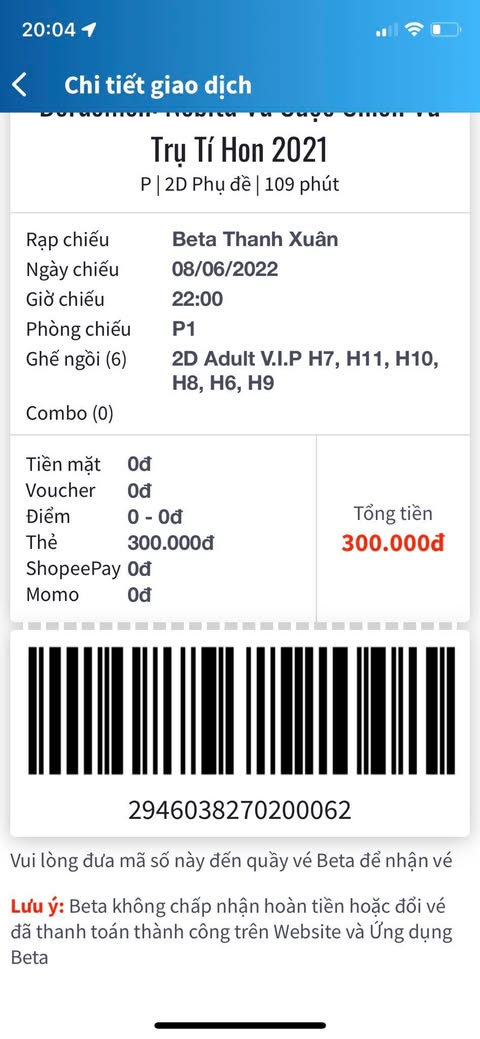 20:04
Chi tiết giao dịch
Trụ Tí Hon 2021
P | 2D Phụ đề | 109 phút
Rạp chiếu Beta Thanh Xuân
Ngày chiếu 08/06/2022
Giờ chiếu 22:00
Phòng chiếu P1
Ghế ngồi (6) 2D Adult V.I.P H7, H11, H10,
H8, H6, H9
Combo (0)
Tiền mặt 0đ
Voucher 0đ
Điểm 0 - 0đ
Thẻ 300.000đ
ShopeePay 0đ
Momo 0đ
Tổng tiền
300.000đ
2946038270200062
Vui lòng đưa mã số này đến quầy vé Beta để nhận vé
Lưu ý: Beta không chấp nhận hoàn tiền hoặc đổi vé
đã thanh toán thành công trên Website và Ứng dụng
Beta